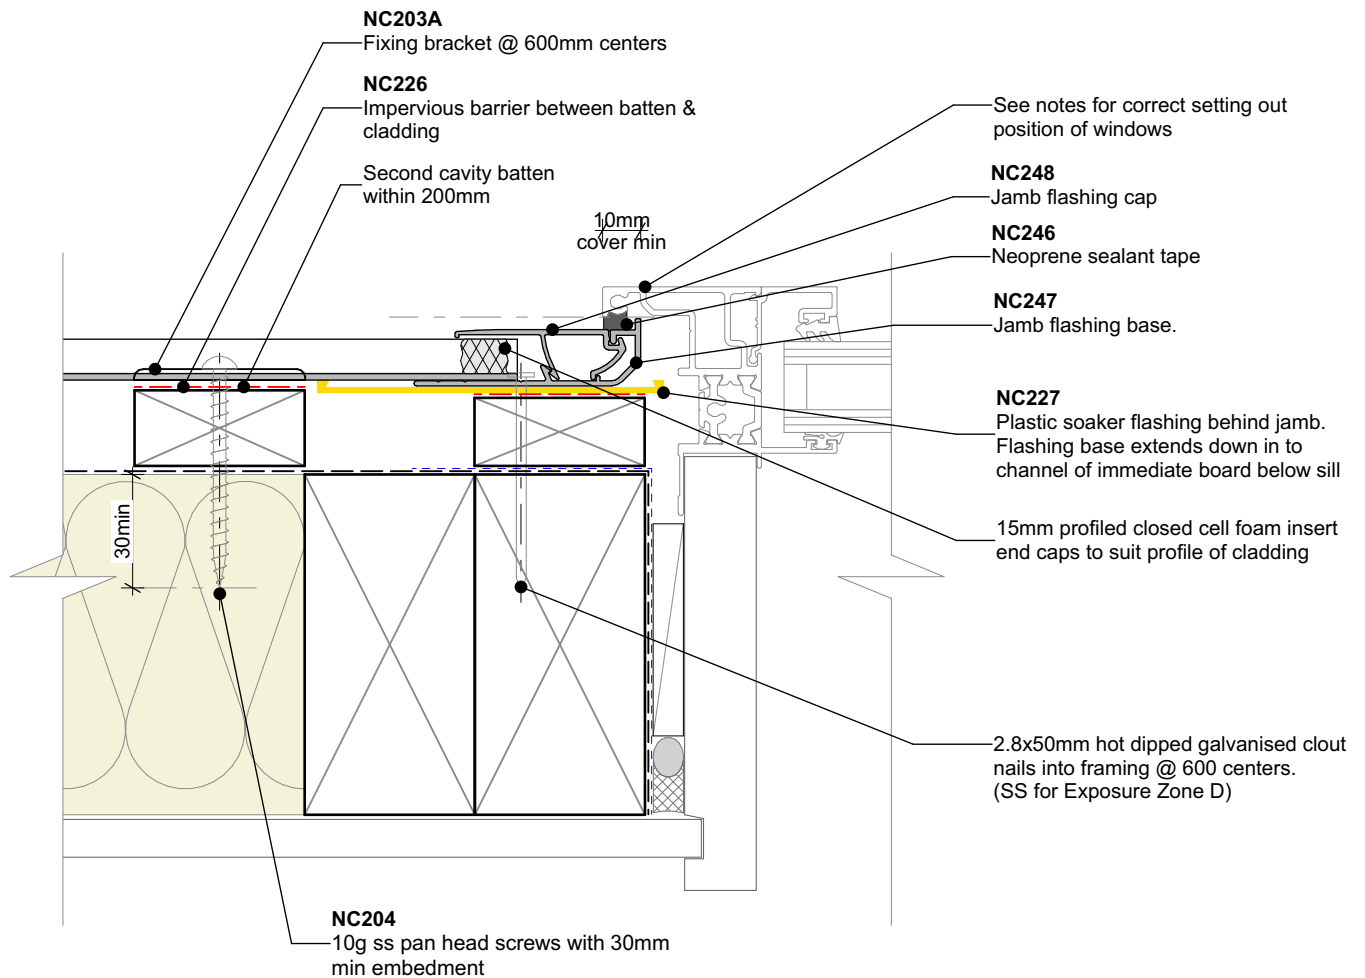 NC203A
Fixing bracket @ 600mm centers
NC226
Impervious barrier between batten &
cladding
Second cavity batten
within 200mm
10mm
cover min
See notes for correct setting out
position of windows
NC248
Jamb flashing cap
NC246
Neoprene sealant tape
NC247
Jamb flashing base.
NC227
Plastic soaker flashing behind jamb.
Flashing base extends down in to
channel of immediate board below sill
15mm profiled closed cell foam insert
end caps to suit profile of cladding
30min
2.8x50mm hot dipped galvanised clout
nails into framing @ 600 centers.
(SS for Exposure Zone D)
NC204
10g ss pan head screws with 30mm
min embedment